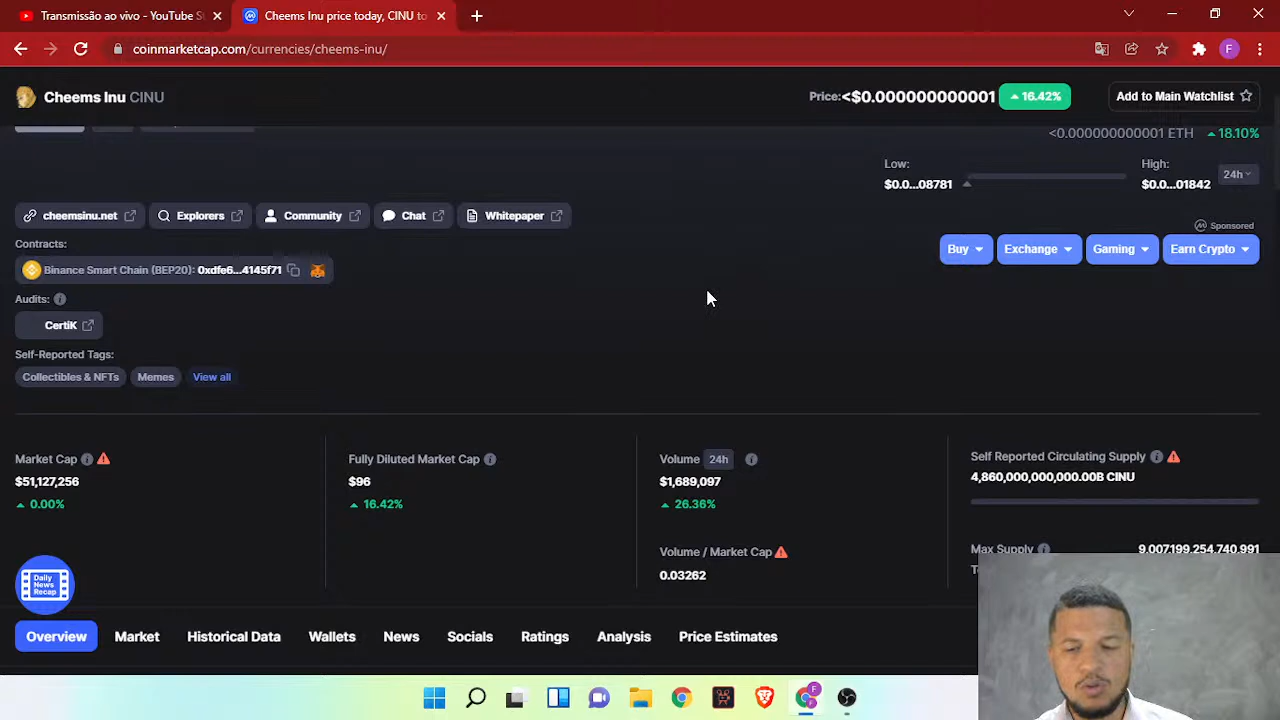 Transmissão ao vivo - YouTube St
Cheems Inu price today, CINU to
coinmarketcap.com/currencies/cheems-inu/
F
Cheems Inu CINU
Price:<$0.000000000001 16.42%
Add to Main Watchlist
<0.000000000001 ETH 18.10%
Low:
$0.0...08781
High:
$0.0...01842
24h
cheemsinu.net
Explorers
Community
Chat
Whitepaper
Sponsored
Contracts:
Buy
Exchange
Gaming
Earn Crypto
Binance Smart Chain (BEP20): 0xdfe6...4145f71
Audits:
CertiK
Self-Reported Tags:
Collectibles & NFTs
Memes
View all
Market Cap
$51,127,256
0.00%
Fully Diluted Market Cap
$96
16.42%
Volume 24h
$1,689,097
26.36%
Volume / Market Cap
0.03262
Self Reported Circulating Supply
4,860,000,000,000.00B CINU
Max Supply
9,007,199,254,740,991
Daily
News
Recap
Overview
Market
Historical Data
Wallets
News
Socials
Ratings
Analysis
Price Estimates
F